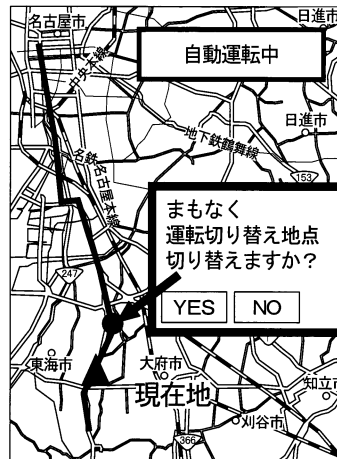 名古屋市
日進市
自動運転中
中央本線
日進市
地下鉄鶴舞線
名鉄名古屋本線
153
まもなく
運転切り替え地点
切り替えますか？
YES NO
247
東海市
大府市
現在地
知立市
刈谷市
366